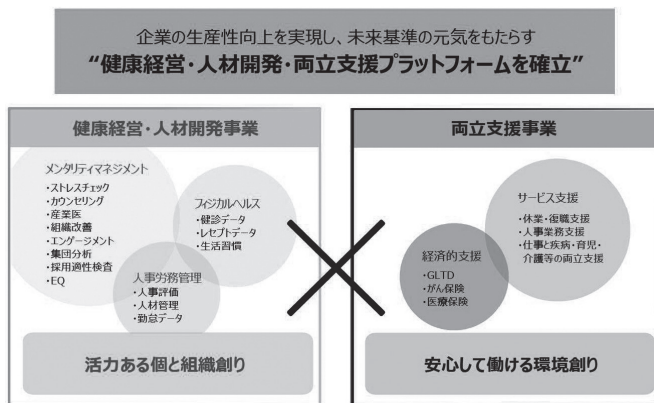 企業の生産性向上を実現し、未来基準の元気をもたらす
“健康経営・人材開発・両立支援プラットフォームを確立”
健康経営・人材開発事業
メンタリティマネジメント
・ストレスチェック
・カウンセリング
・産業医
・組織改善
・エンゲージメント
・集団分析
・採用適性検査
・EQ
フィジカルヘルス
・健診データ
・レセプトデータ
・生活習慣
人事労務管理
・人事評価
・人材管理
・勤怠データ
活力ある個と組織創り
両立支援事業
サービス支援
・休業・復職支援
・人事業務支援
・仕事と疾病・育児・
介護等の両立支援
経済的支援
・GLTD
・がん保険
・医療保険
安心して働ける環境創り